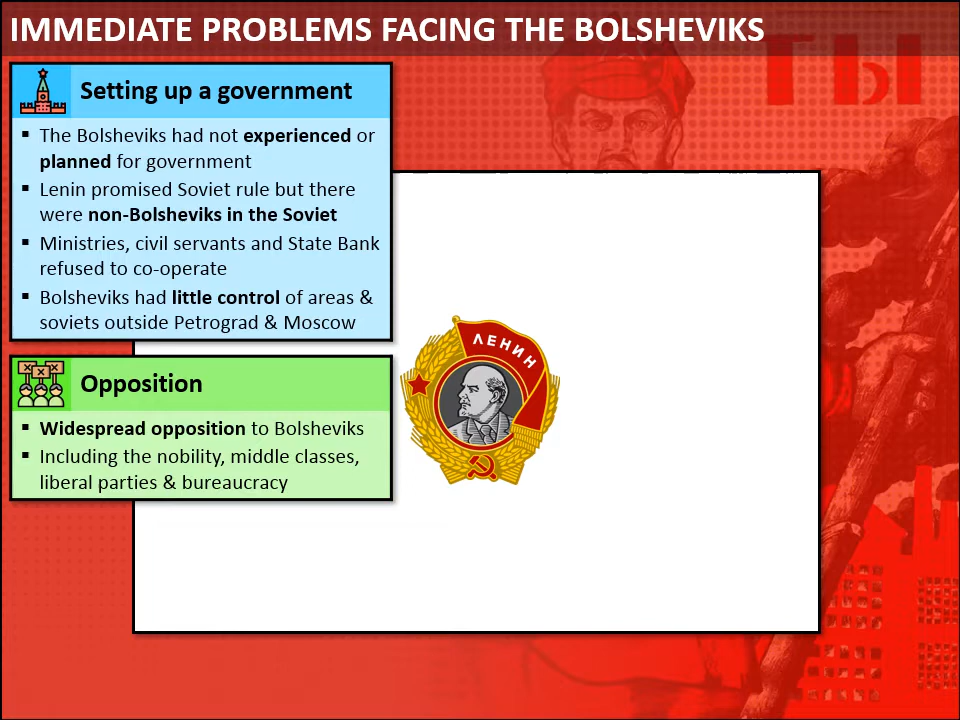 IMMEDIATE PROBLEMS FACING THE BOLSHEVIKS
ТЫ
Setting up a government
▪ The Bolsheviks had not experienced or
planned for government
▪ Lenin promised Soviet rule but there
were non-Bolsheviks in the Soviet
▪ Ministries, civil servants and State Bank
refused to co-operate
▪ Bolsheviks had little control of areas &
soviets outside Petrograd & Moscow
ЛЕНИН
Opposition
▪ Widespread opposition to Bolsheviks
▪ Including the nobility, middle classes,
liberal parties & bureaucracy